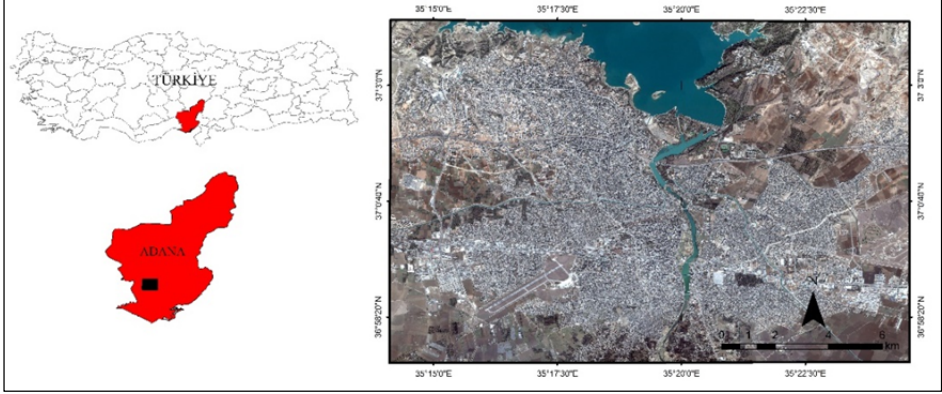 TÜRKİYE
ADANA
35°15'0"E 35°17'30"E 35°20'0"E 35°22'30"E
37°3'0"N 37°3'0"N
37°0'40"N 37°0'40"N
36°58'20"N 36°58'20"N
N
0 1 2 4 6
km
35°15'0"E 35°17'30"E 35°20'0"E 35°22'30"E